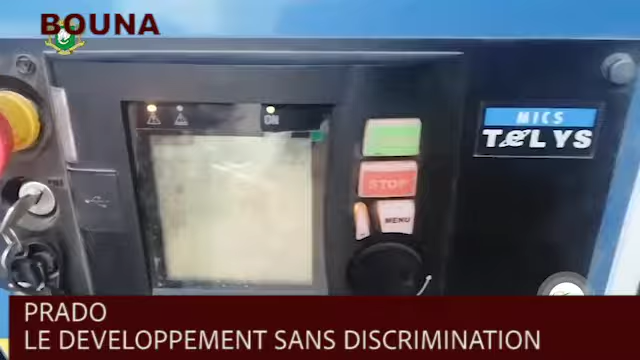 BOUNA
ON
MICS
TeLYS
STOP
MENU
PRADO
LE DEVELOPPEMENT SANS DISCRIMINATION